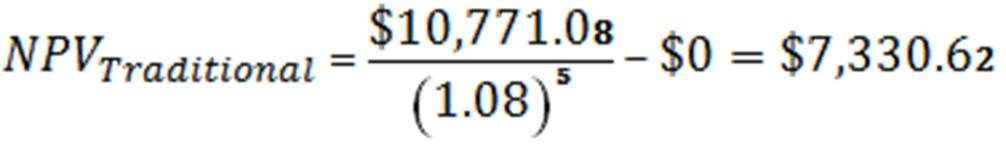 NPV_Traditional = $10,771.08 / (1.08)^5 – $0 = $7,330.62